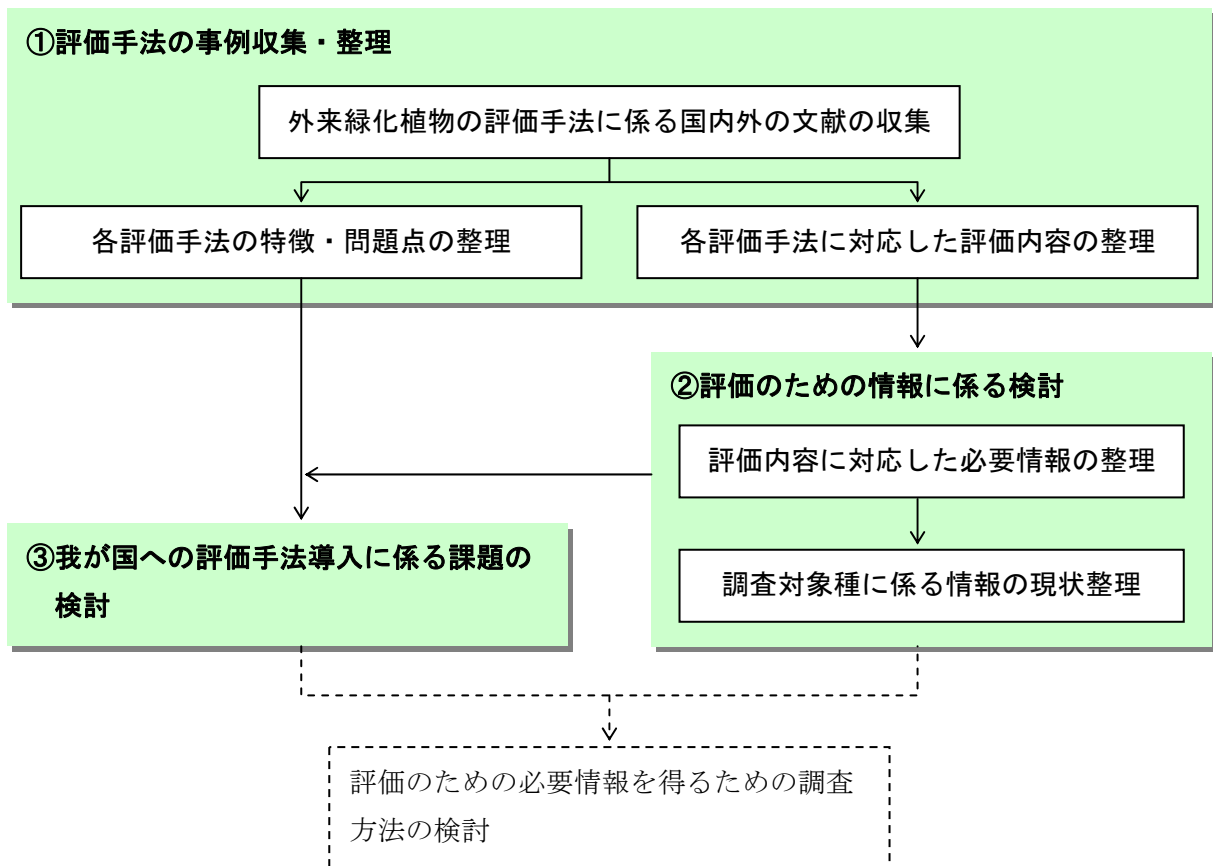 ①評価手法の事例収集・整理
外来緑化植物の評価手法に係る国内外の文献の収集
各評価手法の特徴・問題点の整理
各評価手法に対応した評価内容の整理
②評価のための情報に係る検討
評価内容に対応した必要情報の整理
調査対象種に係る情報の現状整理
③我が国への評価手法導入に係る課題の
検討
評価のための必要情報を得るための調査
方法の検討